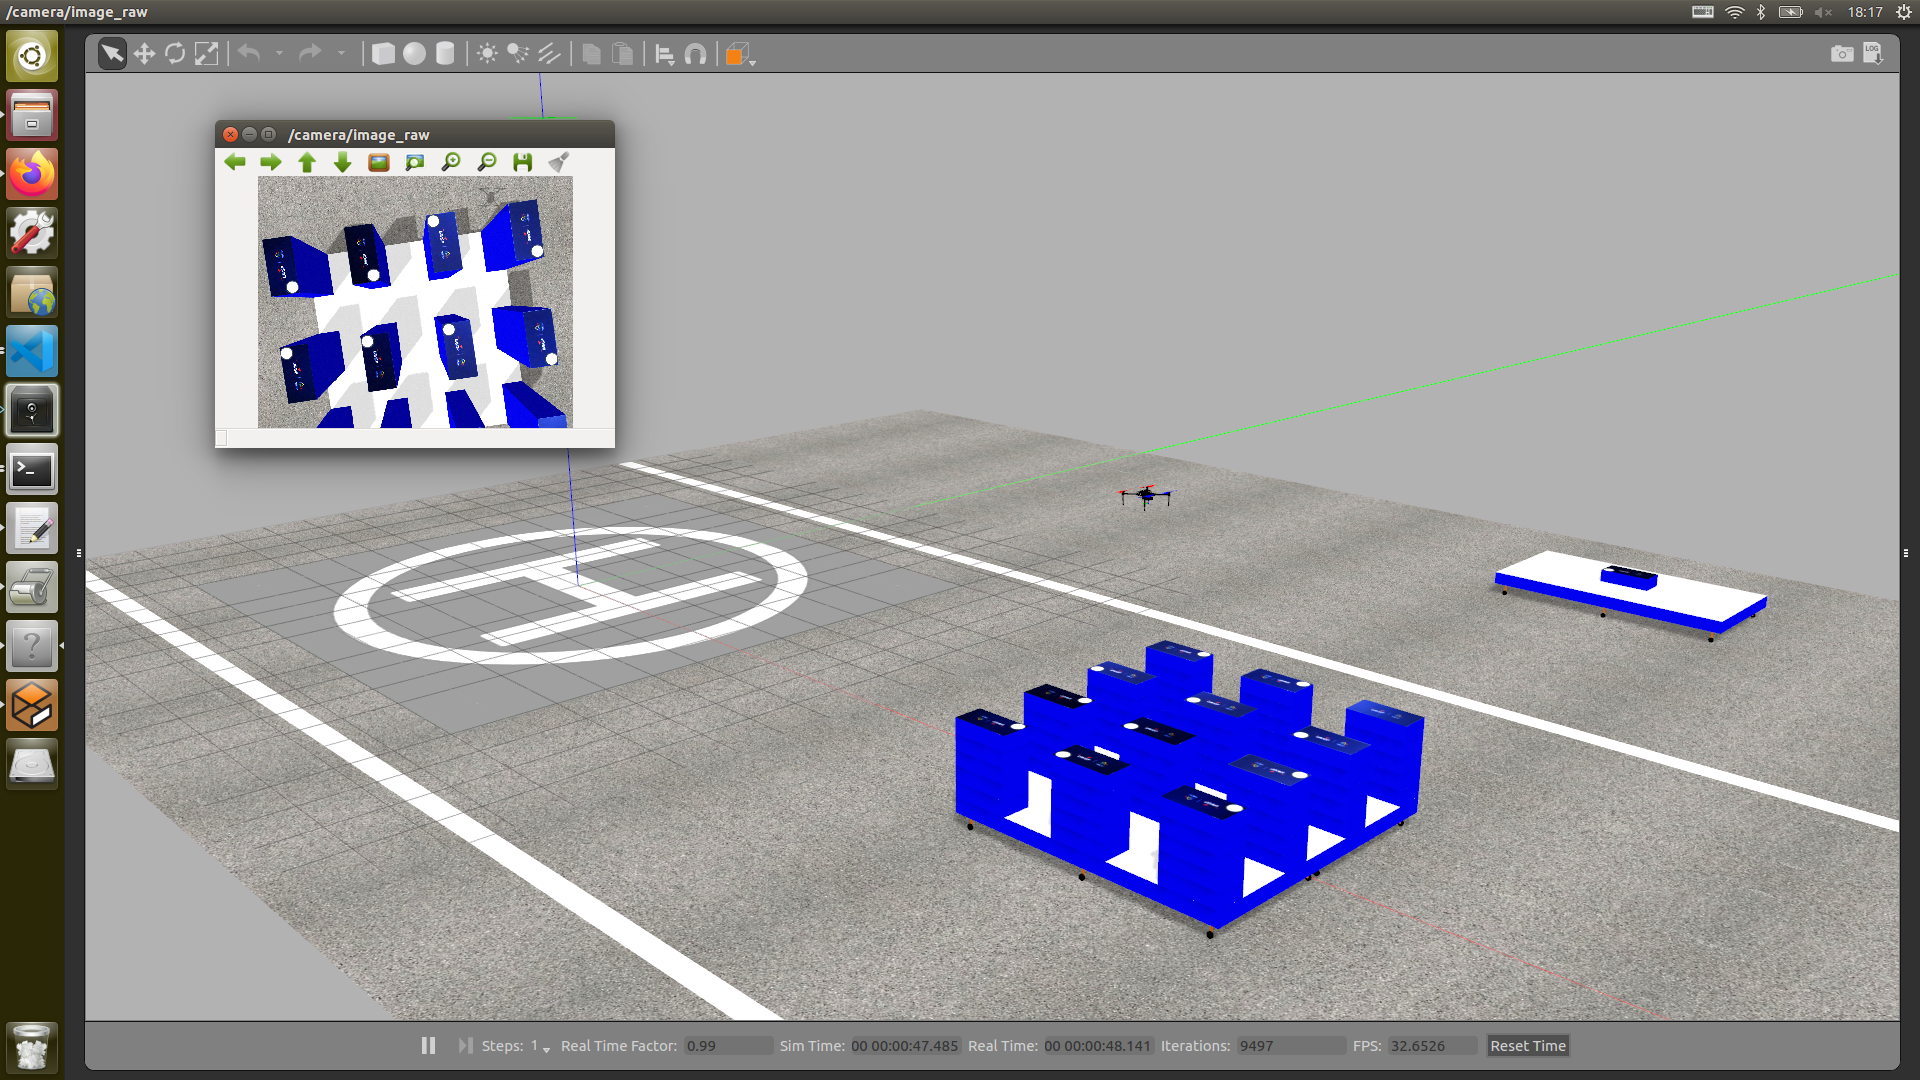 /camera/image_raw
18:17
LOG
/camera/image_raw
Steps: 1
Real Time Factor: 0.99
Sim Time: 00 00:00:47.485
Real Time: 00 00:00:48.141
Iterations: 9497
FPS: 32.6526
Reset Time